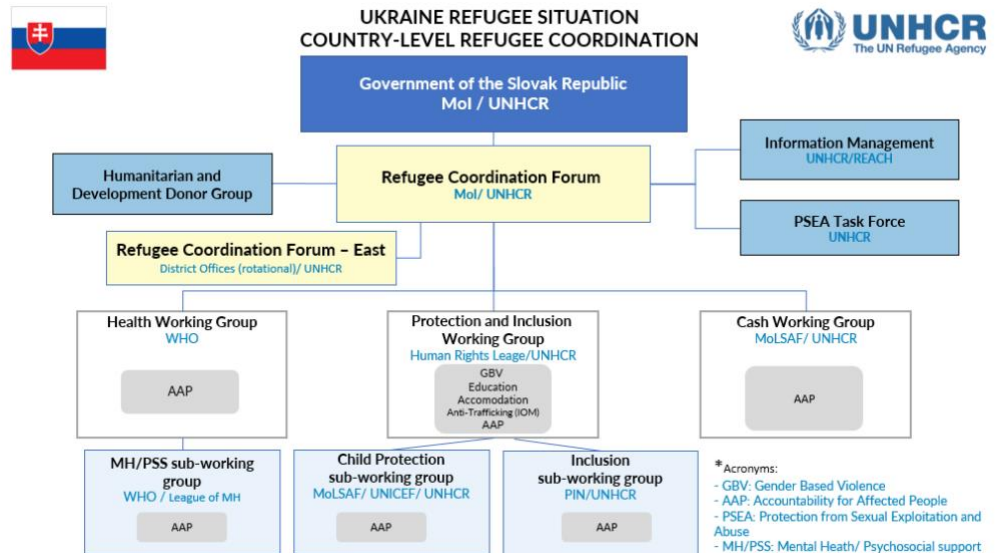 UKRAINE REFUGEE SITUATION
COUNTRY-LEVEL REFUGEE COORDINATION
UNHCR
The UN Refugee Agency
Government of the Slovak Republic
MoI / UNHCR
Humanitarian and
Development Donor Group
Refugee Coordination Forum
MoI/ UNHCR
Information Management
UNHCR/REACH
PSEA Task Force
UNHCR
Refugee Coordination Forum – East
District Offices (rotational)/ UNHCR
Health Working Group
WHO
AAP
Protection and Inclusion
Working Group
Human Rights Leage/UNHCR
GBV
Education
Accomodation
Anti-Trafficking (IOM)
AAP
Cash Working Group
MoLSAF/ UNHCR
AAP
MH/PSS sub-working
group
WHO / League of MH
AAP
Child Protection
sub-working group
MoLSAF/ UNICEF/ UNHCR
AAP
Inclusion
sub-working group
PIN/UNHCR
AAP
*Acronyms:
- GBV: Gender Based Violence
- AAP: Accountability for Affected People
- PSEA: Protection from Sexual Exploitation and
Abuse
- MH/PSS: Mental Heath/ Psychosocial support